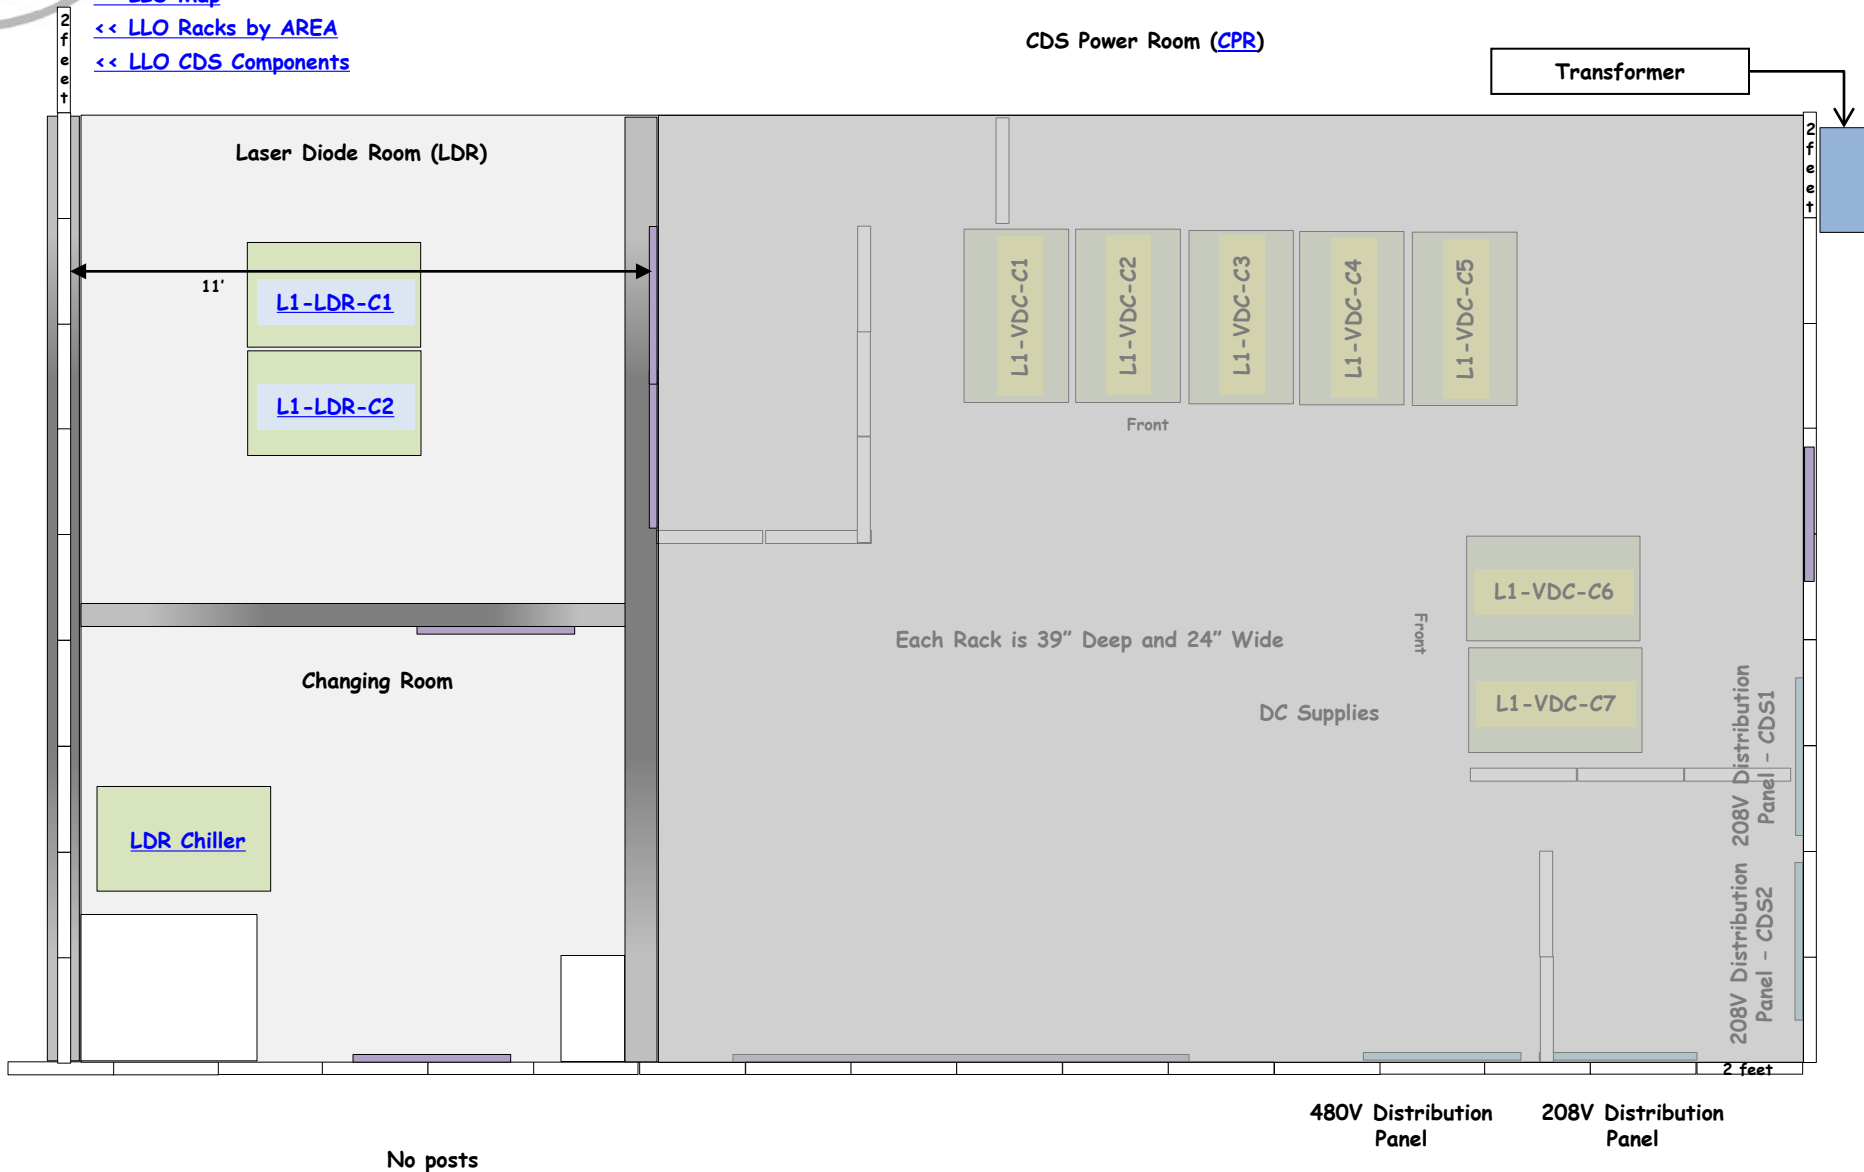 LLO Map
<< LLO Racks by AREA
<< LLO CDS Components
2 feet
CDS Power Room (CPR)
Transformer
2 feet
Laser Diode Room (LDR)
11'
L1-LDR-C1
L1-LDR-C2
L1-VDC-C1
L1-VDC-C2
L1-VDC-C3
L1-VDC-C4
L1-VDC-C5
Front
L1-VDC-C6
Front
Each Rack is 39” Deep and 24” Wide
L1-VDC-C7
DC Supplies
Changing Room
208V Distribution
Panel - CDS1
LDR Chiller
208V Distribution
Panel - CDS2
2 feet
480V Distribution
Panel
208V Distribution
Panel
No posts